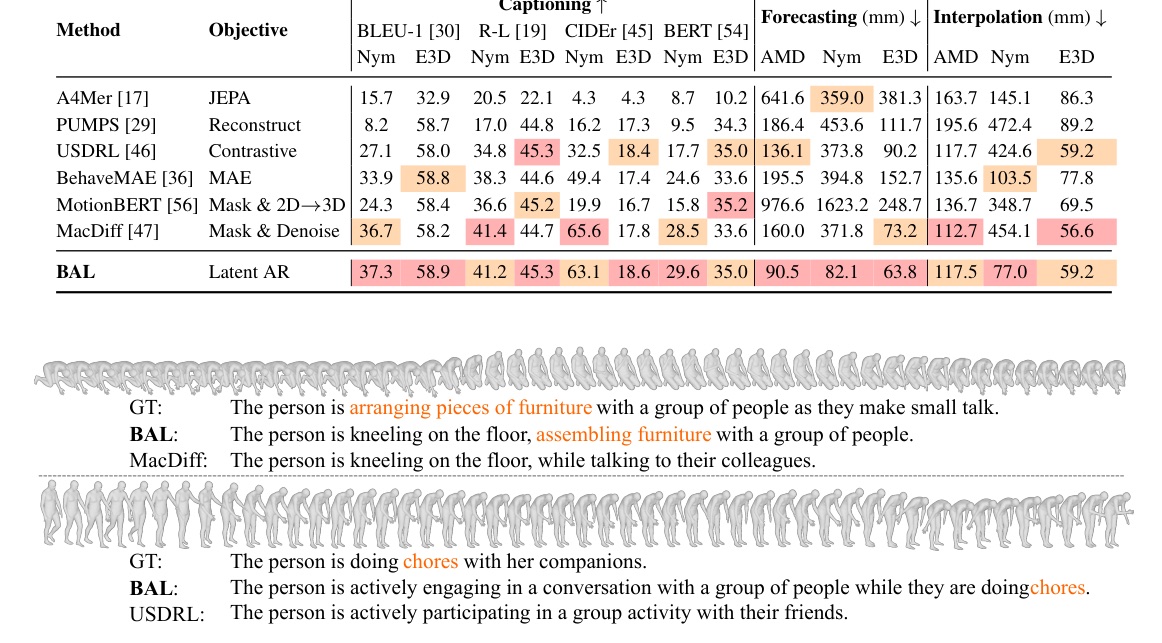 Captioning ↑
Method Objective Forecasting (mm) ↓ Interpolation (mm) ↓
BLEU-1 [30] R-L [19] CIDEr [45] BERT [54]
Nym E3D Nym E3D Nym E3D Nym E3D AMD Nym E3D AMD Nym E3D
A4Mer [17] JEPA 15.7 32.9 20.5 22.1 4.3 4.3 8.7 10.2 641.6 359.0 381.3 163.7 145.1 86.3
PUMPS [29] Reconstruct 8.2 58.7 17.0 44.8 16.2 17.3 9.5 34.3 186.4 453.6 111.7 195.6 472.4 89.2
USDRL [46] Contrastive 27.1 58.0 34.8 45.3 32.5 18.4 17.7 35.0 136.1 373.8 90.2 117.7 424.6 59.2
BehaveMAE [36] MAE 33.9 58.8 38.3 44.6 49.4 17.4 24.6 33.6 195.5 394.8 152.7 135.6 103.5 77.8
MotionBERT [56] Mask & 2D→3D 24.3 58.4 36.6 45.2 19.9 16.7 15.8 35.2 976.6 1623.2 248.7 136.7 348.7 69.5
MacDiff [47] Mask & Denoise 36.7 58.2 41.4 44.7 65.6 17.8 28.5 33.6 160.0 371.8 73.2 112.7 454.1 56.6
BAL Latent AR 37.3 58.9 41.2 45.3 63.1 18.6 29.6 35.0 90.5 82.1 63.8 117.5 77.0 59.2
GT: The person is arranging pieces of furniture with a group of people as they make small talk.
BAL: The person is kneeling on the floor, assembling furniture with a group of people.
MacDiff: The person is kneeling on the floor, while talking to their colleagues.
GT: The person is doing chores with her companions.
BAL: The person is actively engaging in a conversation with a group of people while they are doingchores.
USDRL: The person is actively participating in a group activity with their friends.